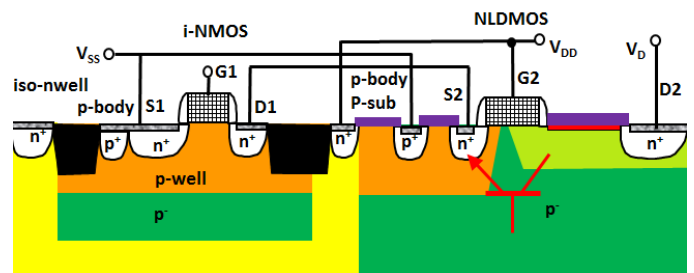 i-NMOS NLDMOS
V_SS G1 V_DD V_D
iso-nwell p-body S1 D1 p-body P-sub S2 G2 D2
n⁺ p⁺ n⁺ n⁺ n⁺ p⁺ n⁺ n⁺
p-well
p⁻ p⁻